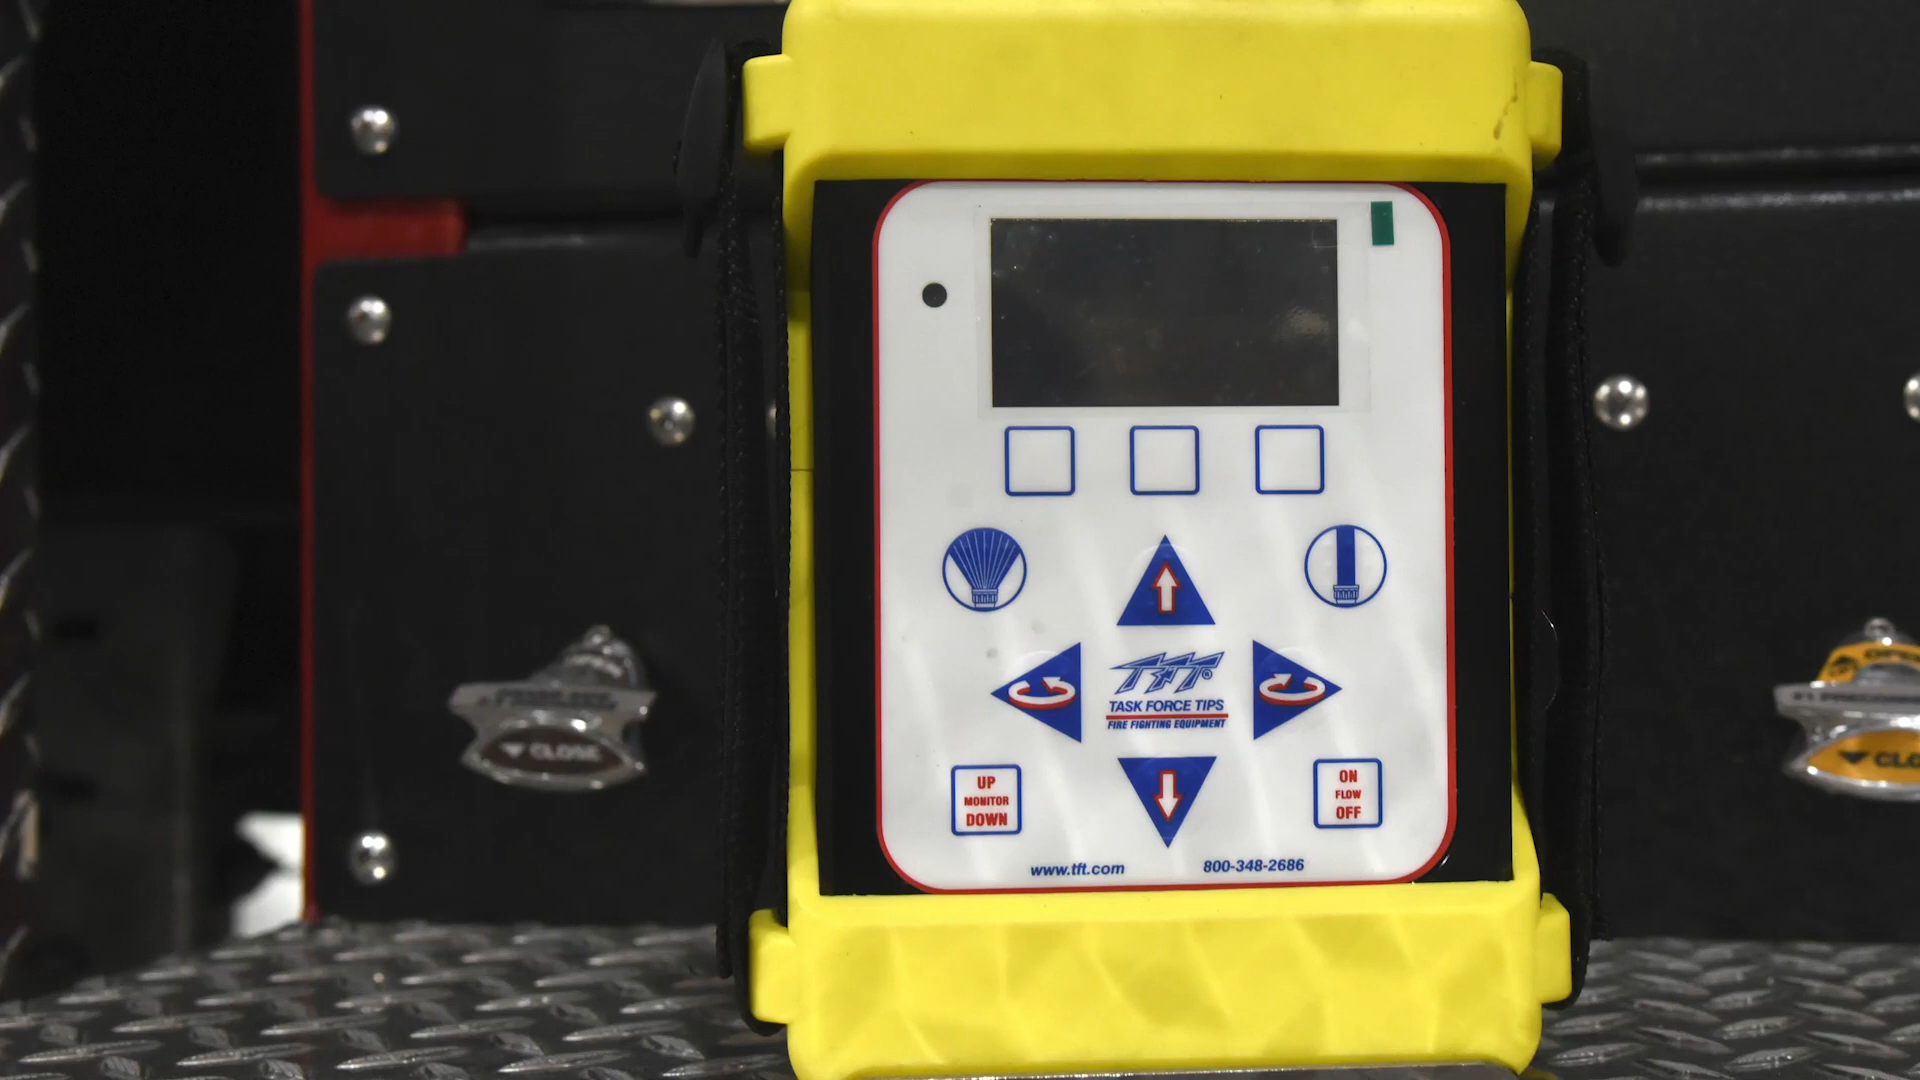 TFT
TASK FORCE TIPS
FIRE FIGHTING EQUIPMENT
UP
MONITOR
DOWN
ON
FLOW
OFF
www.tft.com
800-348-2686
CLOSE